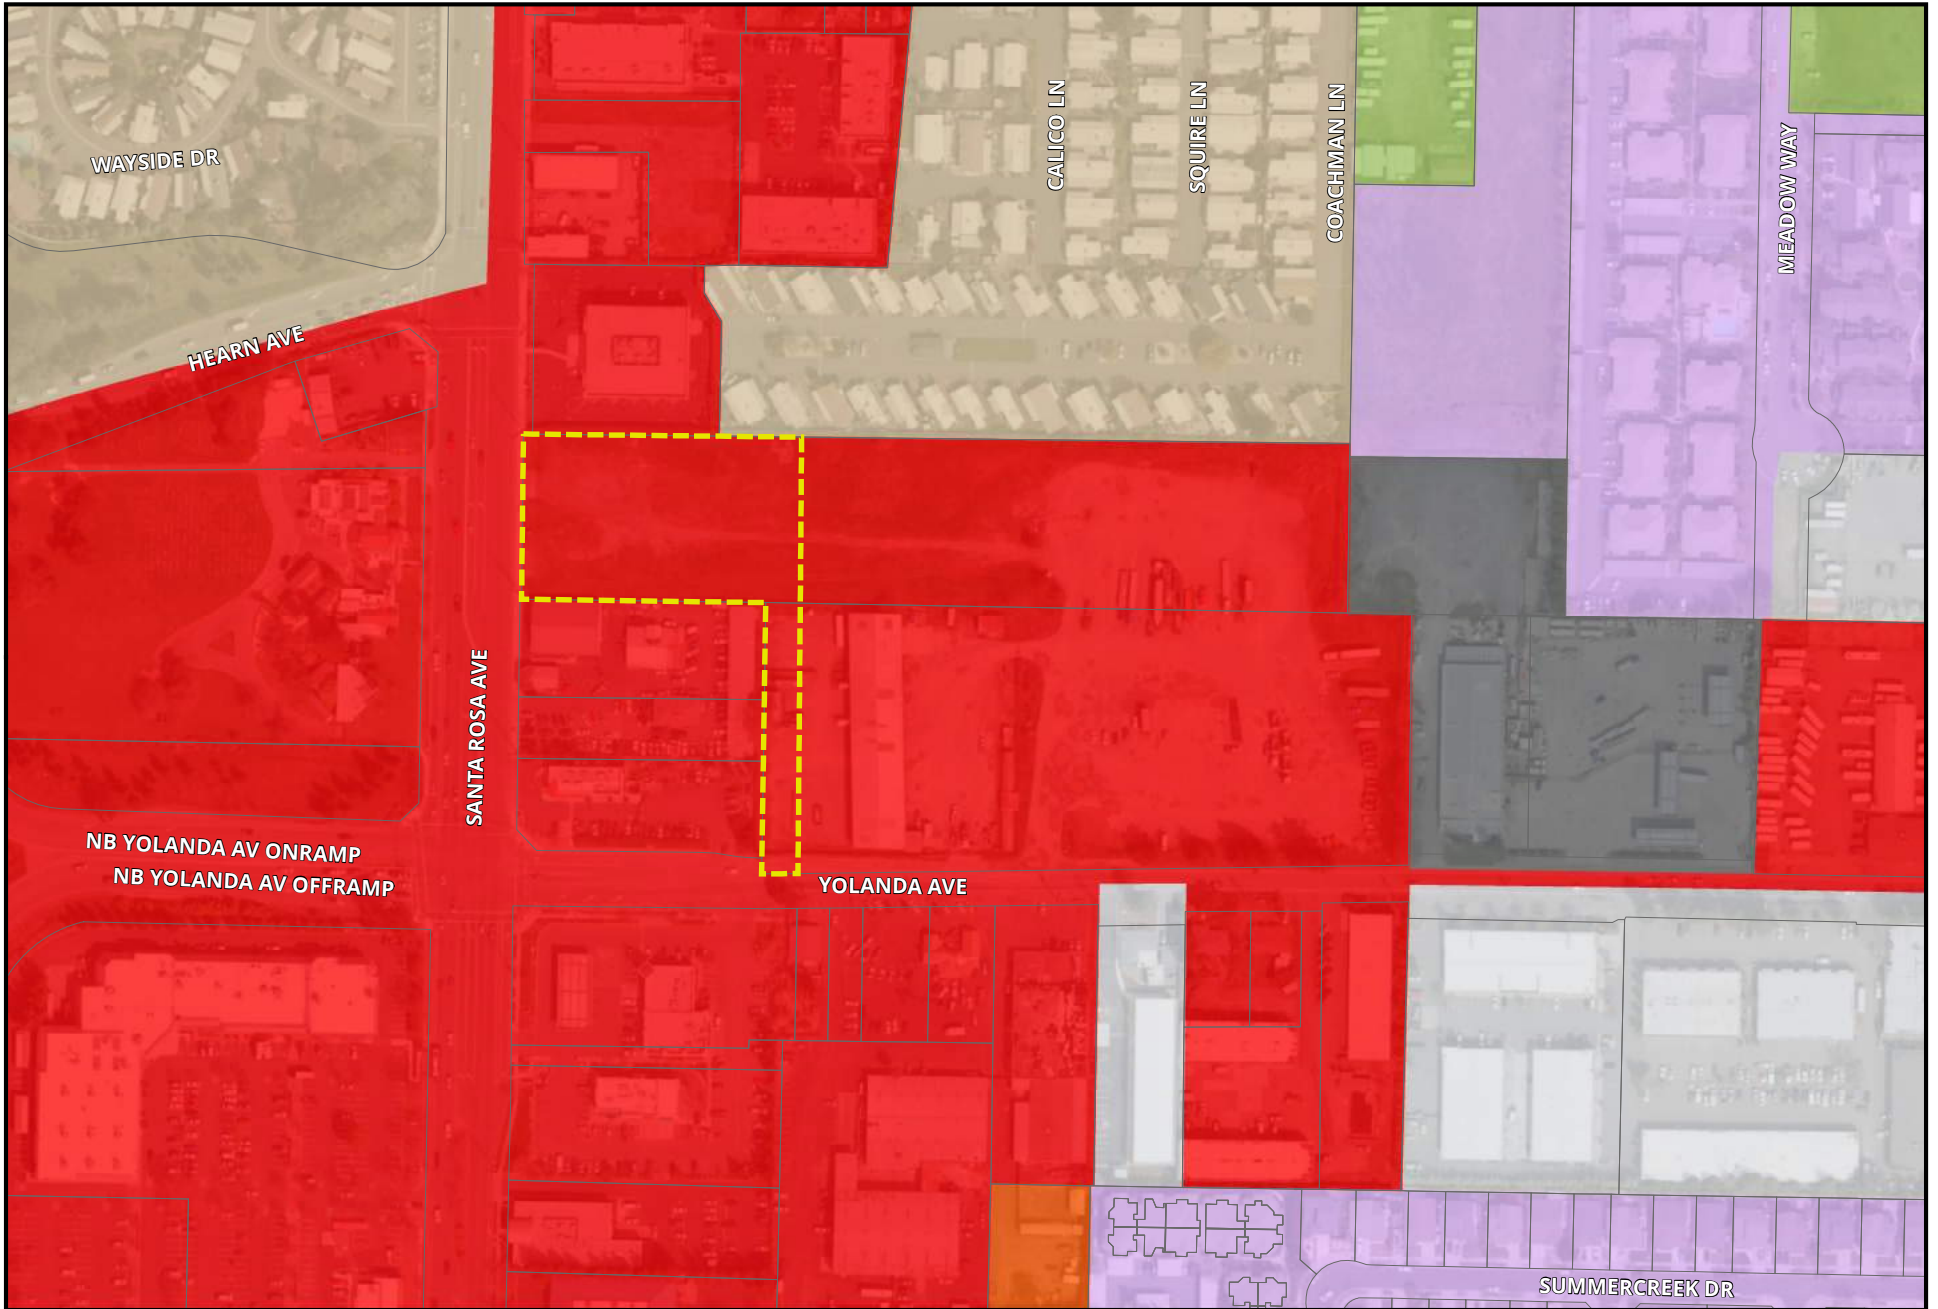 WAYSIDE DR
CALICO LN
SQUIRE LN
COACHMAN LN
MEADOW WAY
HEARN AVE
SANTA ROSA AVE
NB YOLANDA AV ONRAMP
NB YOLANDA AV OFFRAMP
YOLANDA AVE
SUMMERCREEK DR